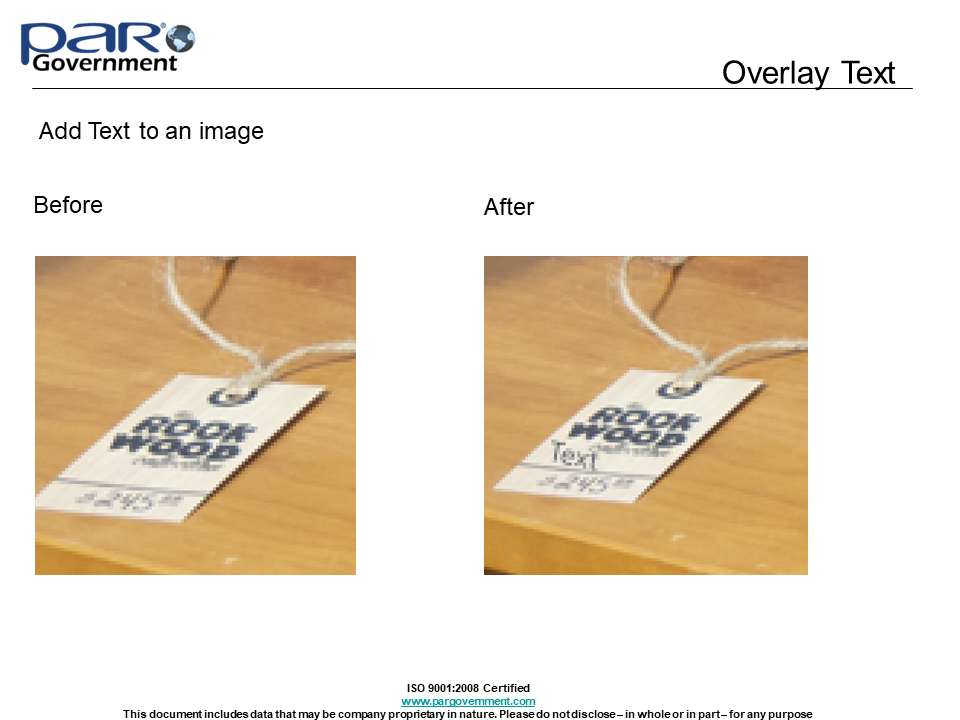 PAR®
Government
Overlay Text
Add Text to an image
Before
After
ROOK
WOOD
$245
ROOK
WOOD
Text
$245
ISO 9001:2008 Certified
www.pargovernment.com
This document includes data that may be company proprietary in nature. Please do not disclose – in whole or in part – for any purpose